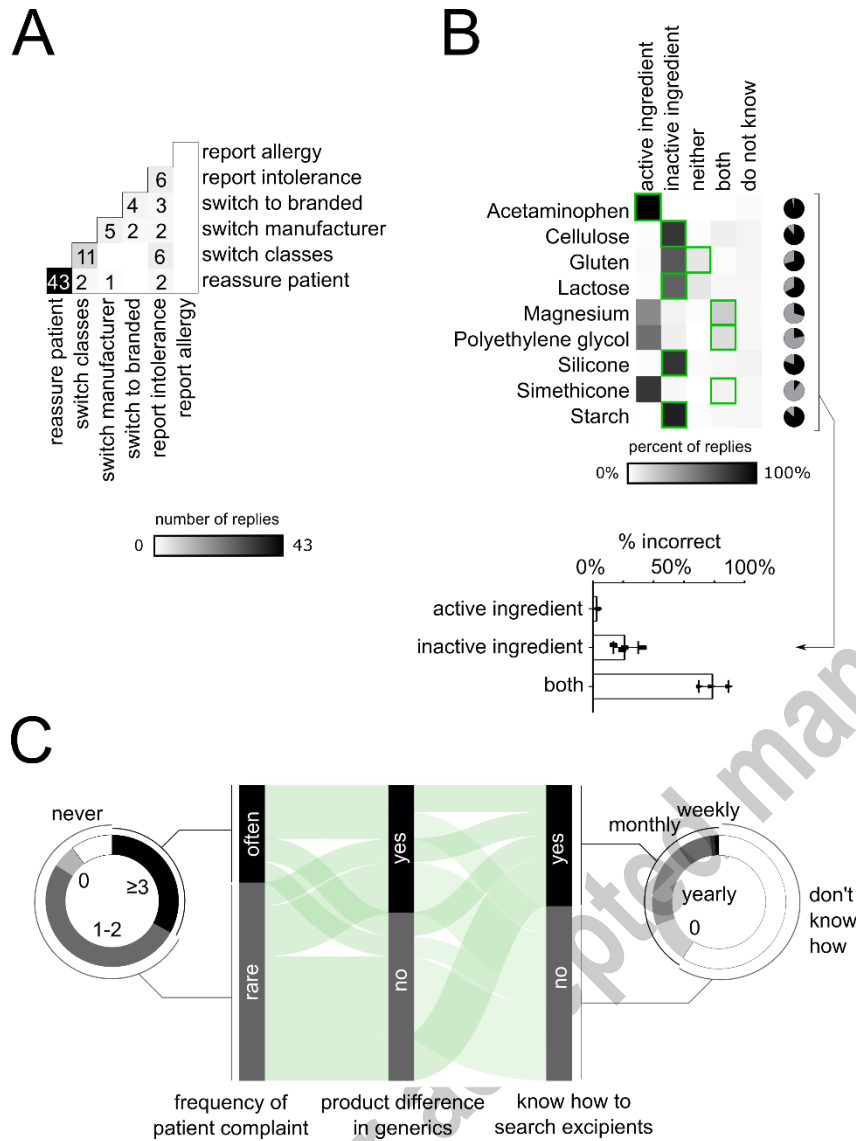 A
report allergy
6 report intolerance
4 3 switch to branded
5 2 2 switch manufacturer
11 6 switch classes
43 2 1 2 reassure patient
reassure patient
switch classes
switch manufacturer
switch to branded
report intolerance
report allergy
number of replies
0 43
B
active ingredient
inactive ingredient
neither
both
do not know
Acetaminophen
Cellulose
Gluten
Lactose
Magnesium
Polyethylene glycol
Silicone
Simethicone
Starch
percent of replies
0% 100%
% incorrect
0% 50% 100%
active ingredient
inactive ingredient
both
C
never
0
≥3
1-2
often
rare
yes
no
yes
no
weekly
monthly
yearly
0
don't
know
how
frequency of
patient complaint
product difference
in generics
know how to
search excipients